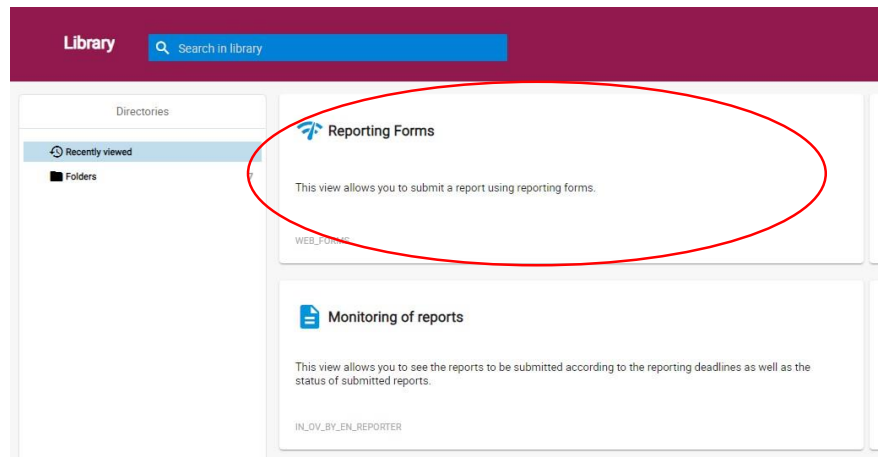 Library
Search in library
Directories
Recently viewed
Folders
Reporting Forms
This view allows you to submit a report using reporting forms.
WEB_FORMS
Monitoring of reports
This view allows you to see the reports to be submitted according to the reporting deadlines as well as the
status of submitted reports.
IN_OV_BY_EN_REPORTER